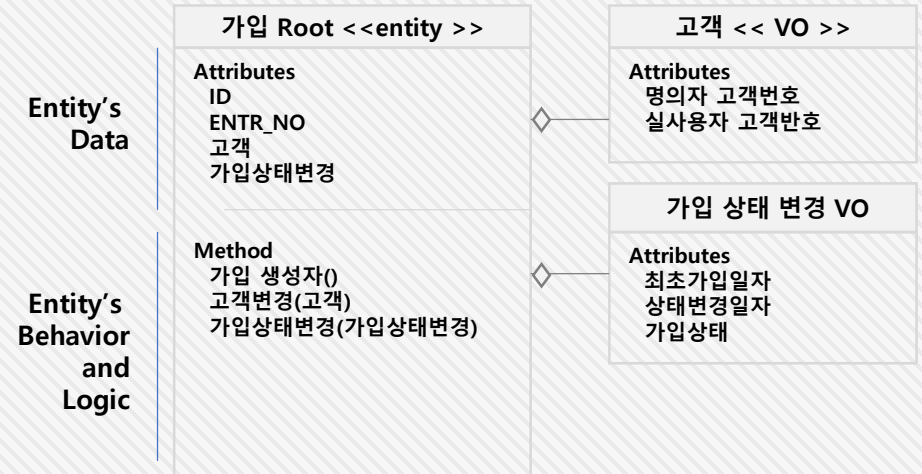 가입 Root <<entity >>
고객 << VO >>
Entity's
Data
Attributes
ID
ENTR_NO
고객
가입상태변경
Attributes
명의자 고객번호
실사용자 고객반호
가입 상태 변경 VO
Entity's
Behavior
and
Logic
Method
가입 생성자()
고객변경(고객)
가입상태변경(가입상태변경)
Attributes
최초가입일자
상태변경일자
가입상태